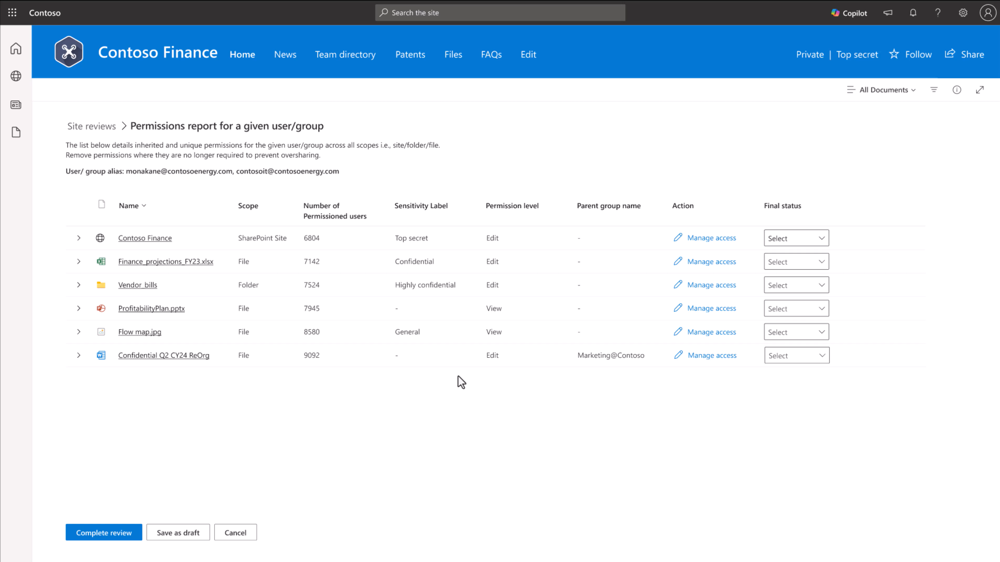 Contoso
Search the site
Copilot
Contoso Finance Home News Team directory Patents Files FAQs Edit Private | Top secret Follow Share
All Documents
Site reviews > Permissions report for a given user/group
The list below details inherited and unique permissions for the given user/group across all scopes i.e., site/folder/file.
Remove permissions where they are no longer required to prevent oversharing.
User/ group alias: monakane@contosoenergy.com, contosoit@contosoenergy.com
Name Scope Number of Permissioned users Sensitivity Label Permission level Parent group name Action Final status
Contoso Finance SharePoint Site 6804 Top secret Edit - Manage access Select
Finance_projections_FY23.xlsx File 7142 Confidential Edit - Manage access Select
Vendor_bills Folder 7524 Highly confidential Edit - Manage access Select
ProfitabilityPlan.pptx File 7945 - View - Manage access Select
Flow map.jpg File 8580 General View - Manage access Select
Confidential Q2 CY24 ReOrg File 9092 - Edit Marketing@Contoso Manage access Select
Complete review Save as draft Cancel